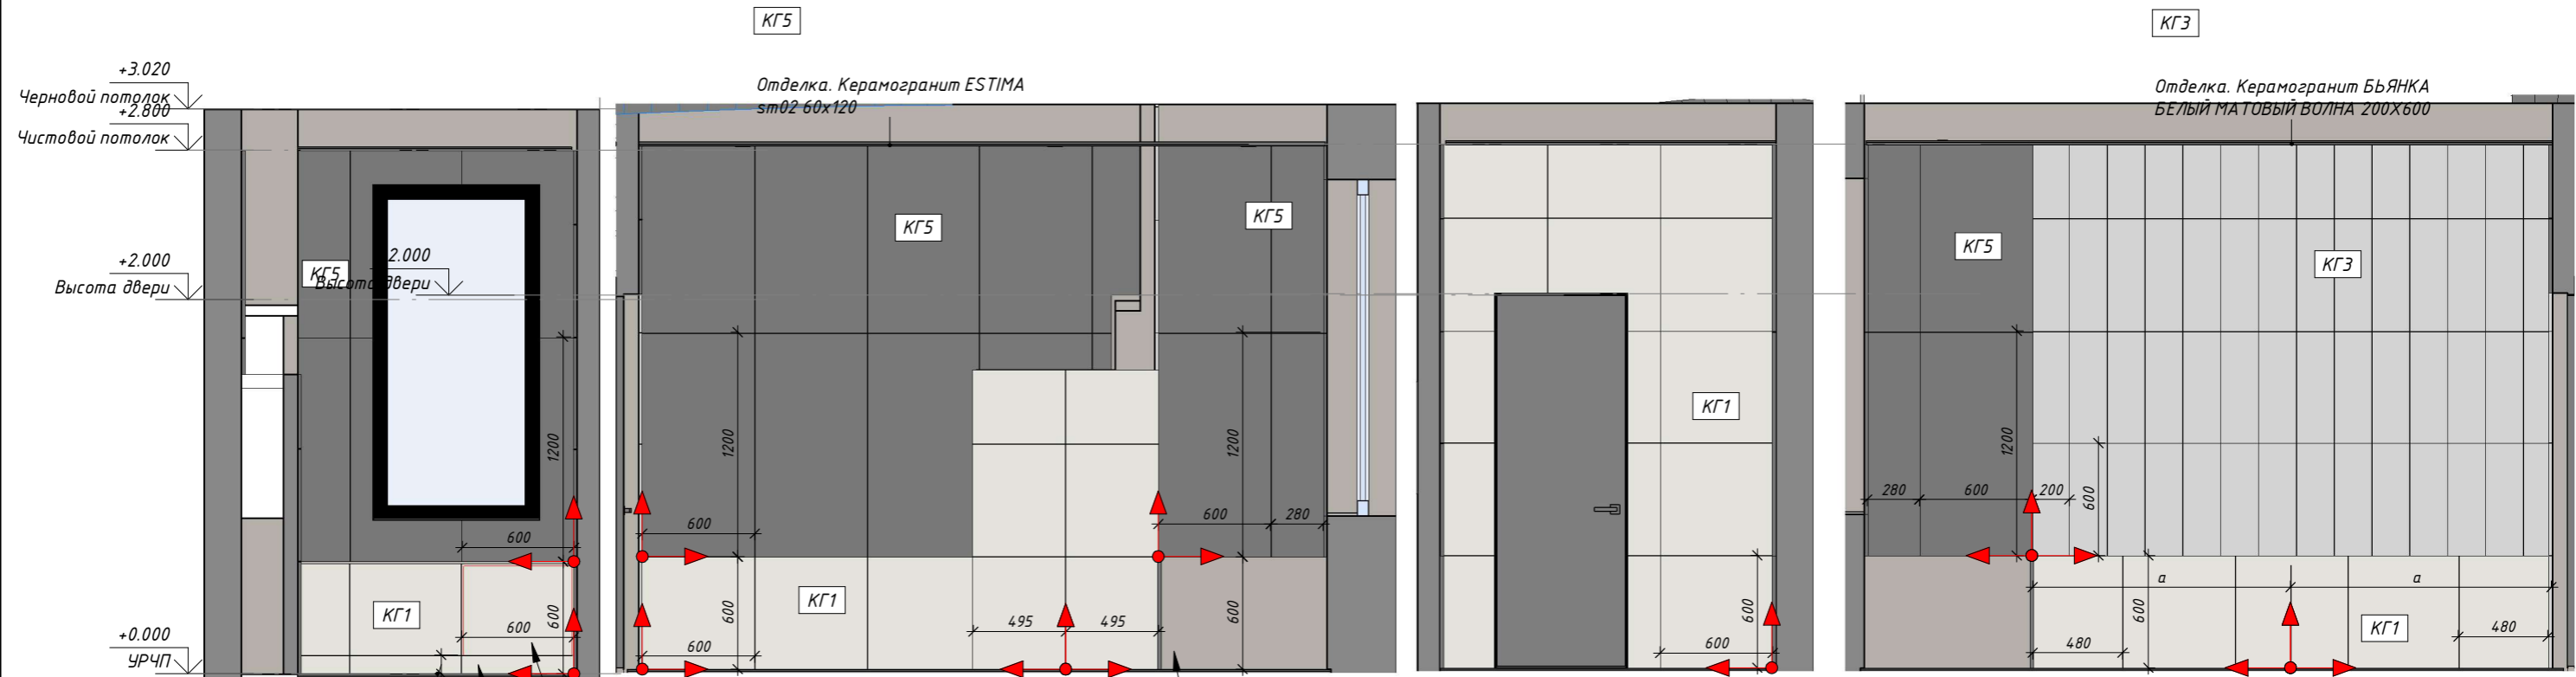 КГ5
КГ3
+3.020
Черновой потолок
+2.800
Чистовой потолок
+2.000
Высота двери
+0.000
УРЧП
КГ5
2.000
Высота двери
1200
600
КГ1
600
600
Отделка. Керамогранит ESTIMA
sm02 60x120
КГ5
КГ5
1200
1200
600
600
280
КГ1
600
600
495
495
600
КГ1
600
600
Отделка. Керамогранит БЬЯНКА
БЕЛЫЙ МАТОВЫЙ ВОЛНА 200X600
КГ5
КГ3
1200
280
600
200
600
a
a
600
КГ1
480
480